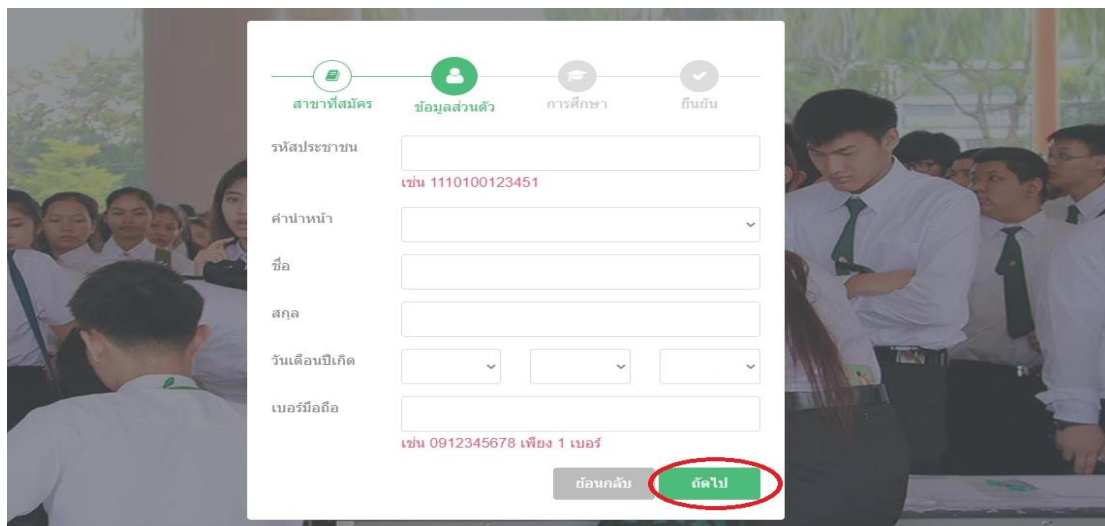 สาขาที่สมัคร ข้อมูลส่วนตัว การศึกษา ยืนยัน
รหัสประชาชน
เช่น 1110100123451
คำนำหน้า
ชื่อ
สกุล
วันเดือนปีเกิด
เบอร์มือถือ
เช่น 0912345678 เพียง 1 เบอร์
ย้อนกลับ ถัดไป